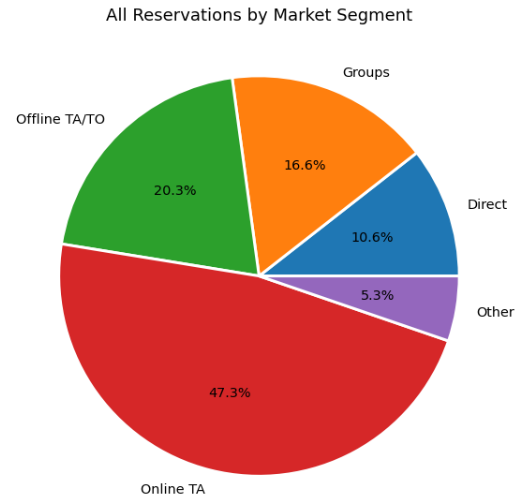 All Reservations by Market Segment
Groups
Offline TA/TO
16.6%
20.3%
Direct
10.6%
5.3%
Other
47.3%
Online TA